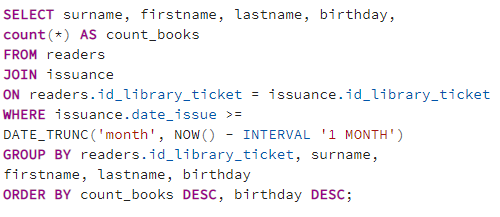 SELECT surname, firstname, lastname, birthday,
count(*) AS count_books
FROM readers
JOIN issuance
ON readers.id_library_ticket = issuance.id_library_ticket
WHERE issuance.date_issue >=
DATE_TRUNC('month', NOW() - INTERVAL '1 MONTH')
GROUP BY readers.id_library_ticket, surname,
firstname, lastname, birthday
ORDER BY count_books DESC, birthday DESC;